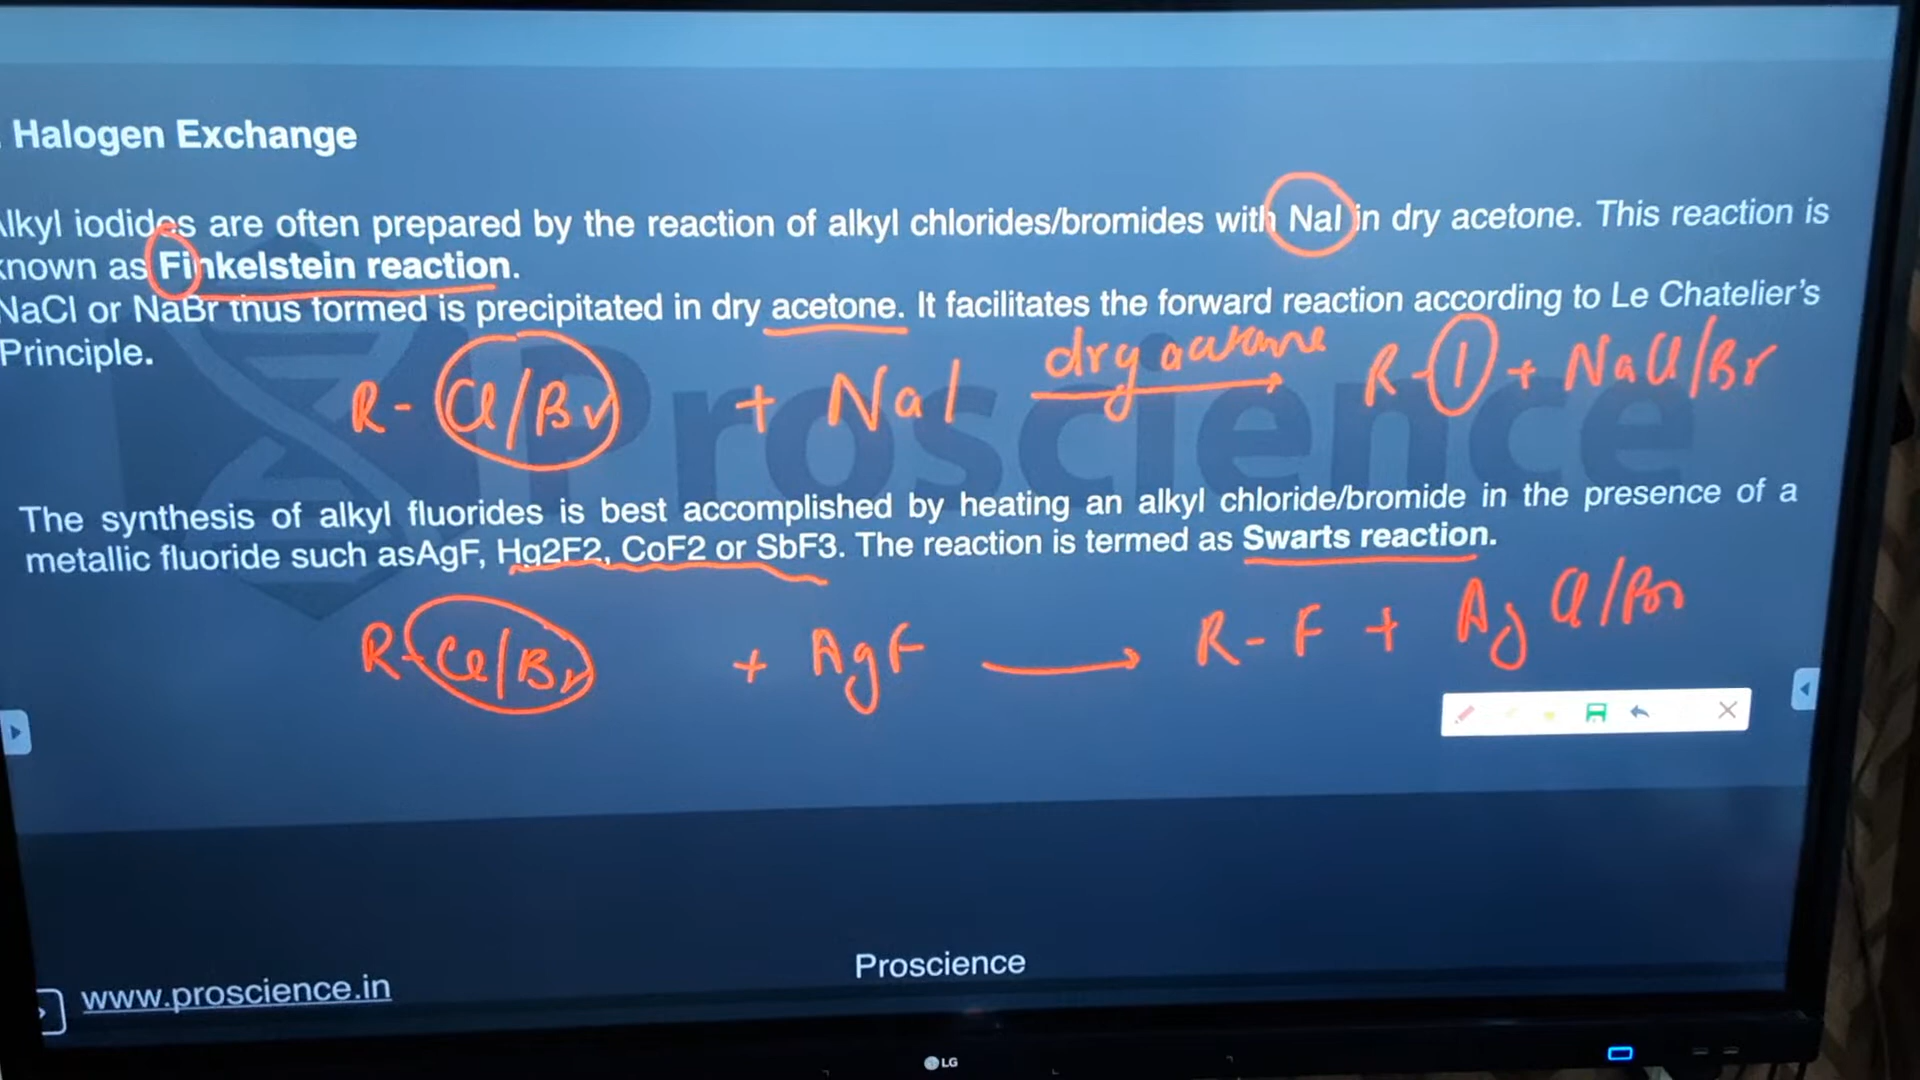 . Halogen Exchange
lkyl iodides are often prepared by the reaction of alkyl chlorides/bromides with NaI in dry acetone. This reaction is
known as Finkelstein reaction.
NaCl or NaBr thus formed is precipitated in dry acetone. It facilitates the forward reaction according to Le Chatelier's
Principle.
R - Cl/Br + NaI dry acetone → R - I + NaCl/Br
The synthesis of alkyl fluorides is best accomplished by heating an alkyl chloride/bromide in the presence of a
metallic fluoride such asAgF, Hg2F2, CoF2 or SbF3. The reaction is termed as Swarts reaction.
R - Cl/Br + AgF → R - F + Ag Cl/Br
Proscience
Proscience
www.proscience.in
LG